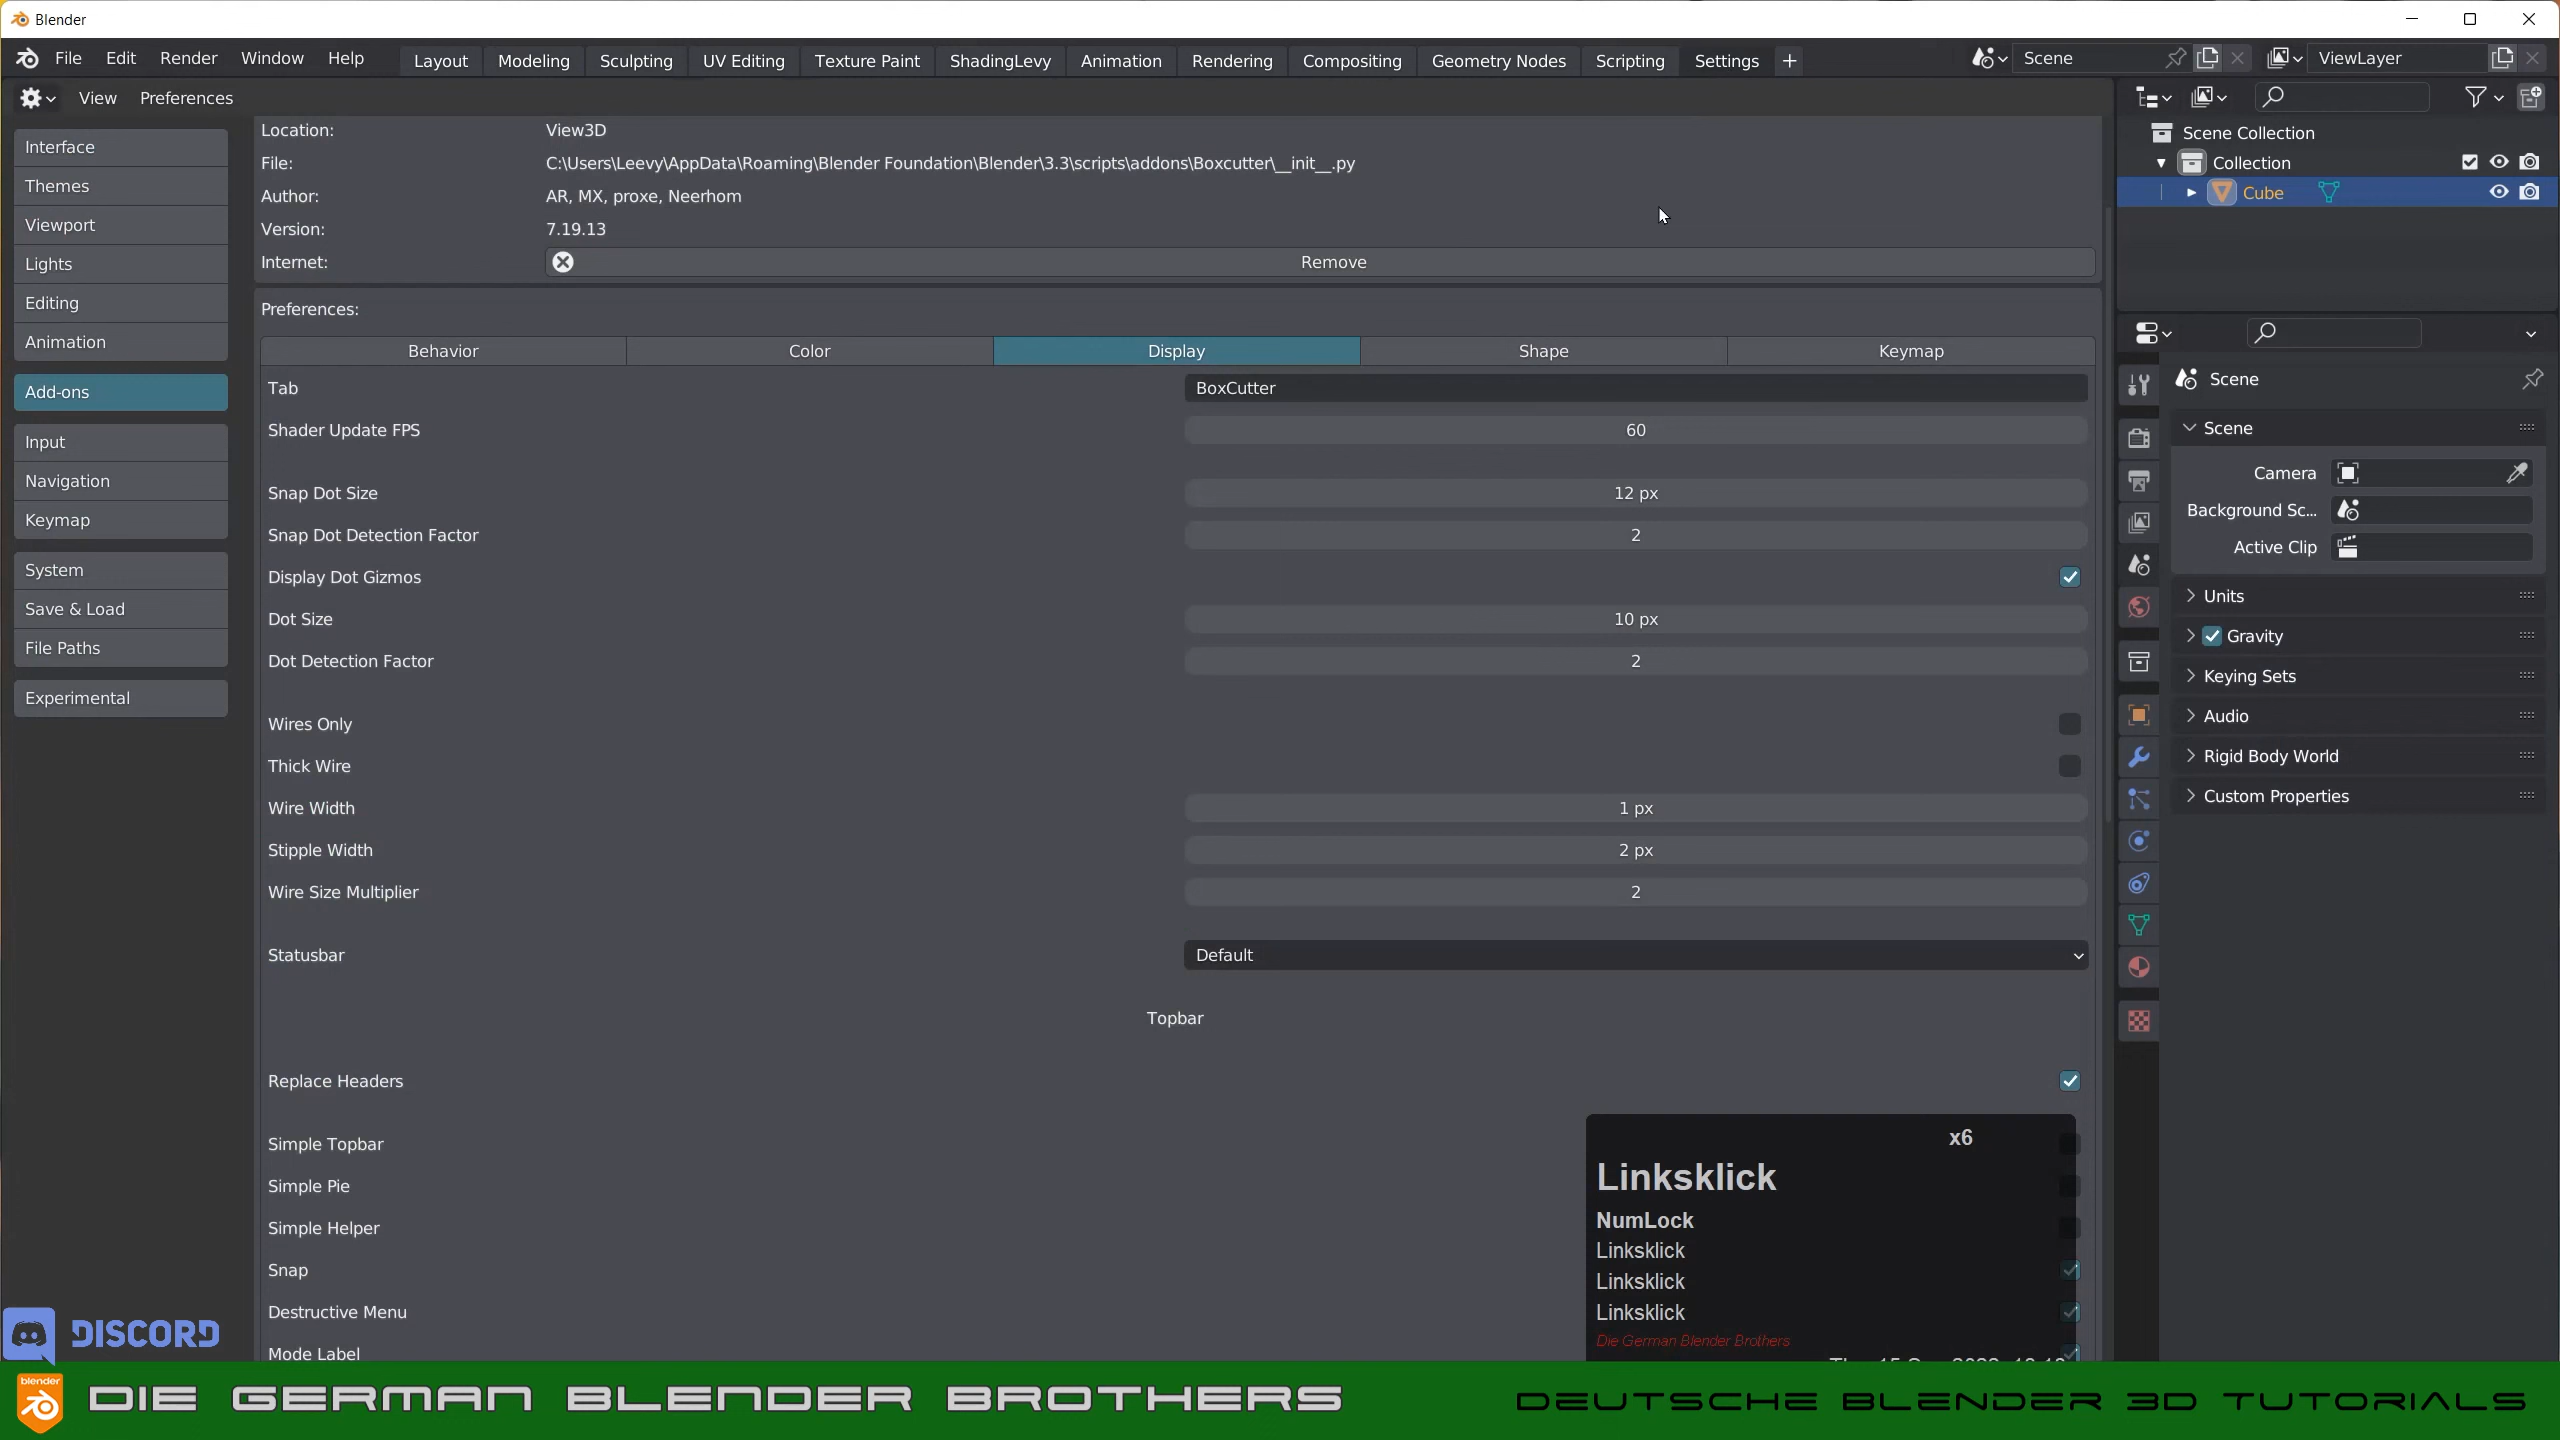 Blender
File Edit Render Window Help Layout Modeling Sculpting UV Editing Texture Paint ShadingLevy Animation Rendering Compositing Geometry Nodes Scripting Settings + Scene ViewLayer
View Preferences
Interface
Themes
Viewport
Lights
Editing
Animation
Add-ons
Input
Navigation
Keymap
System
Save & Load
File Paths
Experimental
Location: View3D
File: C:\Users\Leevy\AppData\Roaming\Blender Foundation\Blender\3.3\scripts\addons\Boxcutter\__init__.py
Author: AR, MX, proxe, Neerhom
Version: 7.19.13
Internet: Remove
Preferences:
Behavior Color Display Shape Keymap
Tab BoxCutter
Shader Update FPS 60
Snap Dot Size 12 px
Snap Dot Detection Factor 2
Display Dot Gizmos
Dot Size 10 px
Dot Detection Factor 2
Wires Only
Thick Wire
Wire Width 1 px
Stipple Width 2 px
Wire Size Multiplier 2
Statusbar Default
Topbar
Replace Headers
Simple Topbar
Simple Pie
Simple Helper
Snap
Destructive Menu
Mode Label
x6
Linksklick
NumLock
Linksklick
Linksklick
Linksklick
Die German Blender Brothers
Scene Collection
Collection
Cube
Scene
Scene
Camera
Background Sc...
Active Clip
Units
Gravity
Keying Sets
Audio
Rigid Body World
Custom Properties
DISCORD
blender
DIE GERMAN BLENDER BROTHERS
DEUTSCHE BLENDER 3D TUTORIALS